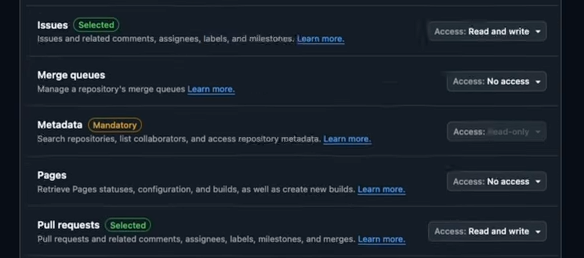 Issues Selected
Issues and related comments, assignees, labels, and milestones. Learn more.
Access: Read and write
Merge queues
Manage a repository's merge queues Learn more.
Access: No access
Metadata Mandatory
Search repositories, list collaborators, and access repository metadata. Learn more.
Access: Read-only
Pages
Retrieve Pages statuses, configuration, and builds, as well as create new builds. Learn more.
Access: No access
Pull requests Selected
Pull requests and related comments, assignees, labels, milestones, and merges. Learn more.
Access: Read and write